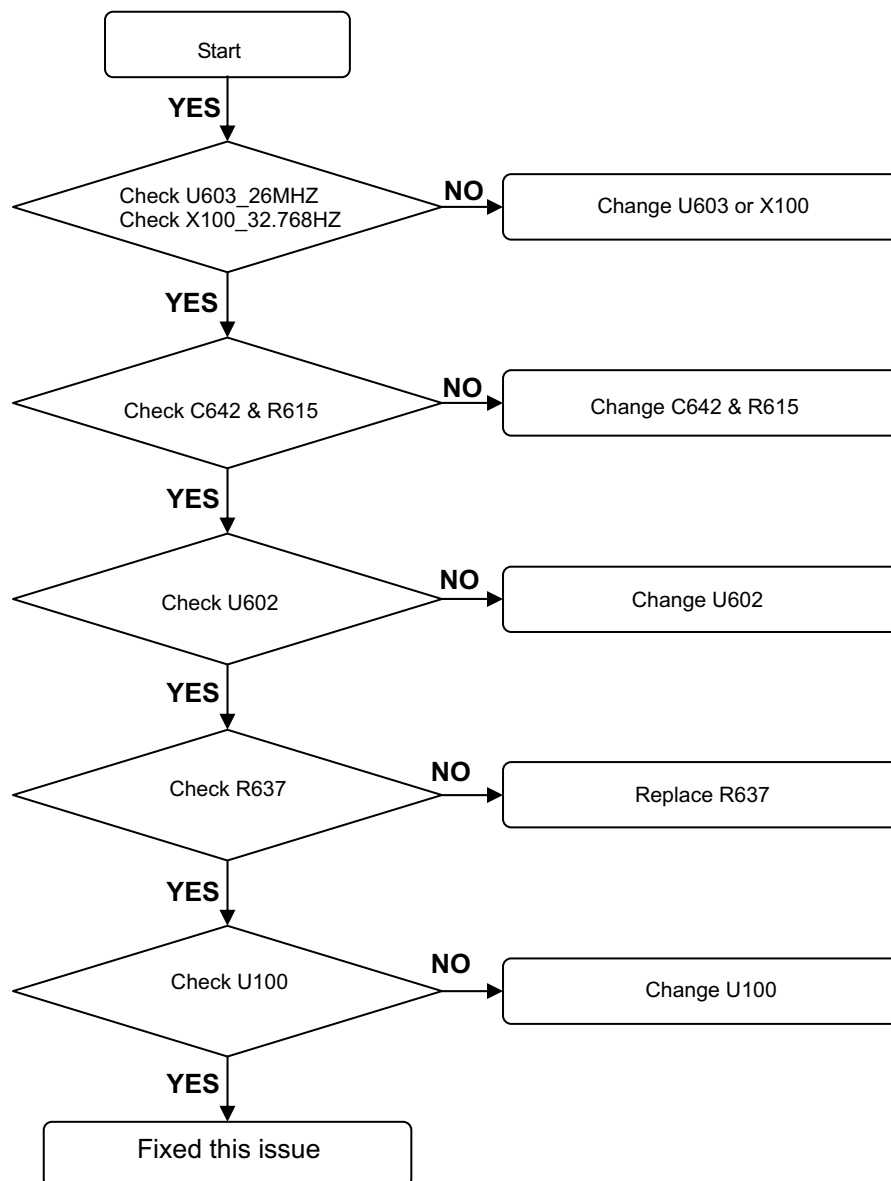 Start
YES
Check U603_26MHZ
Check X100_32.768HZ
NO
Change U603 or X100
YES
Check C642 & R615
NO
Change C642 & R615
YES
Check U602
NO
Change U602
YES
Check R637
NO
Replace R637
YES
Check U100
NO
Change U100
YES
Fixed this issue